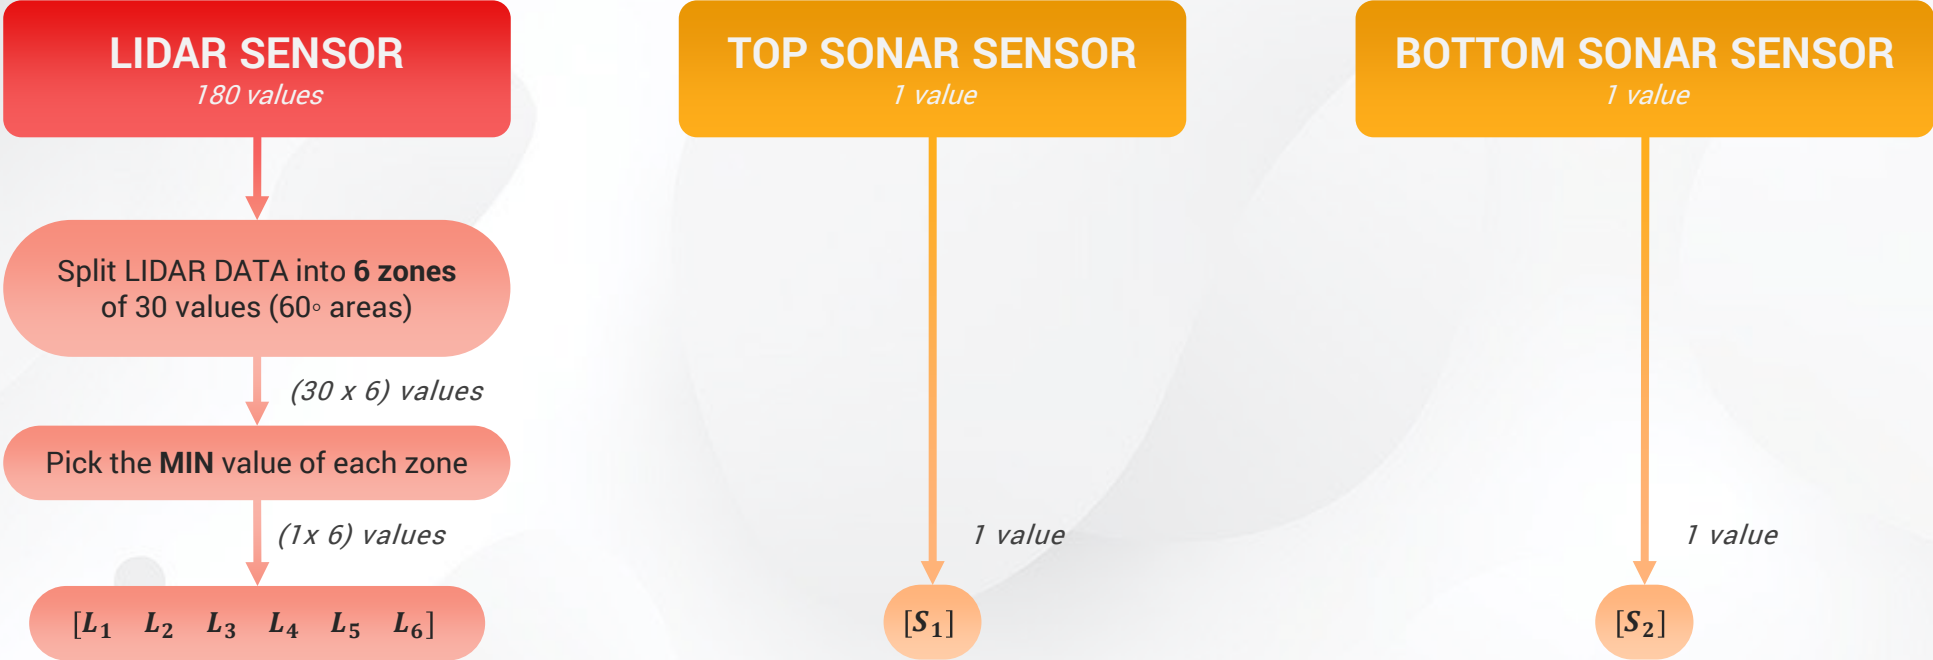 LIDAR SENSOR
180 values
Split LIDAR DATA into 6 zones
of 30 values (60◦ areas)
(30 x 6) values
Pick the MIN value of each zone
(1x 6) values
[L₁ L₂ L₃ L₄ L₅ L₆]
TOP SONAR SENSOR
1 value
1 value
[S₁]
BOTTOM SONAR SENSOR
1 value
1 value
[S₂]